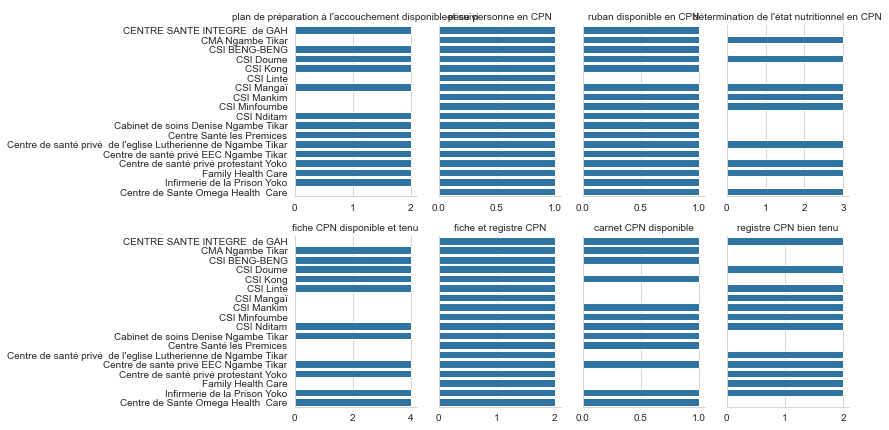 plan de préparation à l'accouchement disponible et suivi
pèse personne en CPN
ruban disponible en CPN
détermination de l'état nutritionnel en CPN
CENTRE SANTE INTEGRE  de GAH
CMA Ngambe Tikar
CSI BENG-BENG
CSI Doume
CSI Kong
CSI Linte
CSI Mangaï
CSI Mankim
CSI Minfoumbe
CSI Nditam
Cabinet de soins Denise Ngambe Tikar
Centre Santé les Premices
Centre de santé privé  de l'eglise Lutherienne de Ngambe Tikar
Centre de santé privé EEC Ngambe Tikar
Centre de santé privé protestant Yoko
Family Health Care
Infirmerie de la Prison Yoko
Centre de Sante Omega Health  Care
0 1 2 0.0 0.5 1.0 0.0 0.5 1.0 0 1 2 3
fiche CPN disponible et tenu
fiche et registre CPN
carnet CPN disponible
registre CPN bien tenu
CENTRE SANTE INTEGRE  de GAH
CMA Ngambe Tikar
CSI BENG-BENG
CSI Doume
CSI Kong
CSI Linte
CSI Mangaï
CSI Mankim
CSI Minfoumbe
CSI Nditam
Cabinet de soins Denise Ngambe Tikar
Centre Santé les Premices
Centre de santé privé  de l'eglise Lutherienne de Ngambe Tikar
Centre de santé privé EEC Ngambe Tikar
Centre de santé privé protestant Yoko
Family Health Care
Infirmerie de la Prison Yoko
Centre de Sante Omega Health  Care
0 2 4 0 1 2 0.0 0.5 1.0 0 1 2